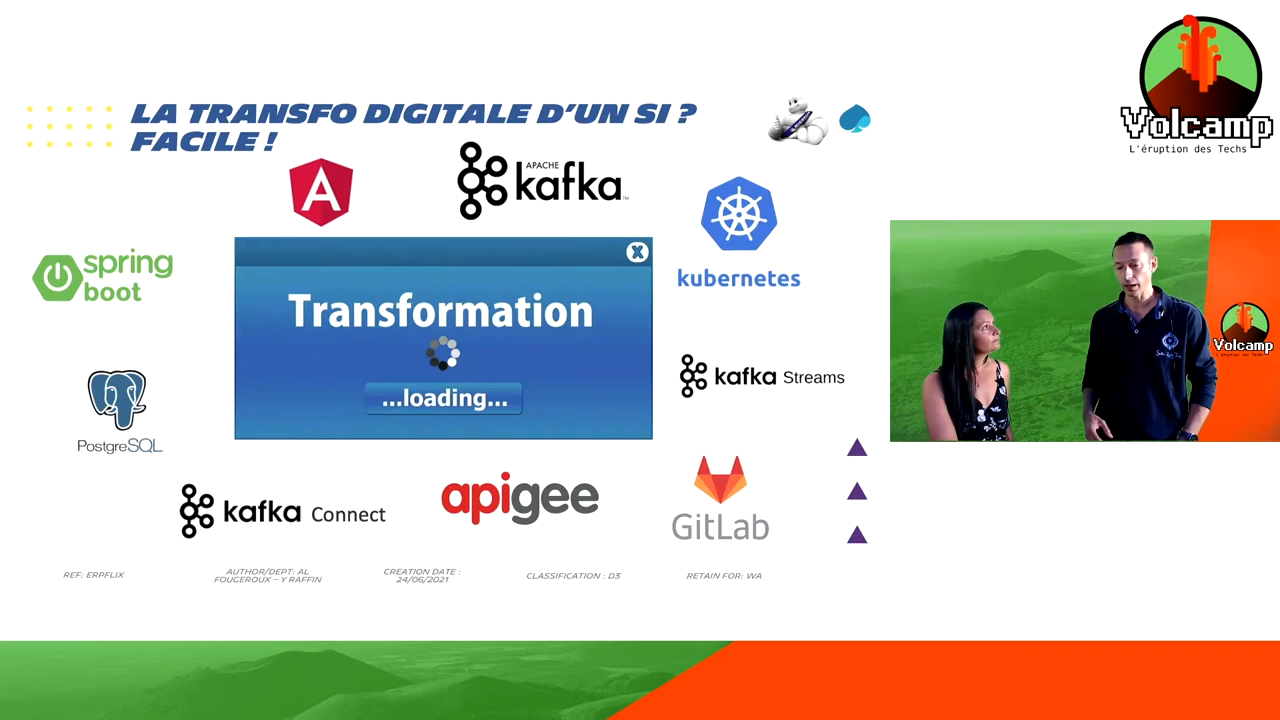 LA TRANSFO DIGITALE D'UN SI ?
FACILE !
Volcamp
L'éruption des Techs
APACHE
kafka
TM
spring
boot
kubernetes
X
Transformation
...loading...
kafka Streams
PostgreSQL
kafka Connect
apigee
GitLab
Volcamp
REF: ERPFLIX
AUTHOR/DEPT: AL
FOUGEROUX – Y RAFFIN
CREATION DATE :
24/06/2021
CLASSIFICATION : D3
RETAIN FOR: WA